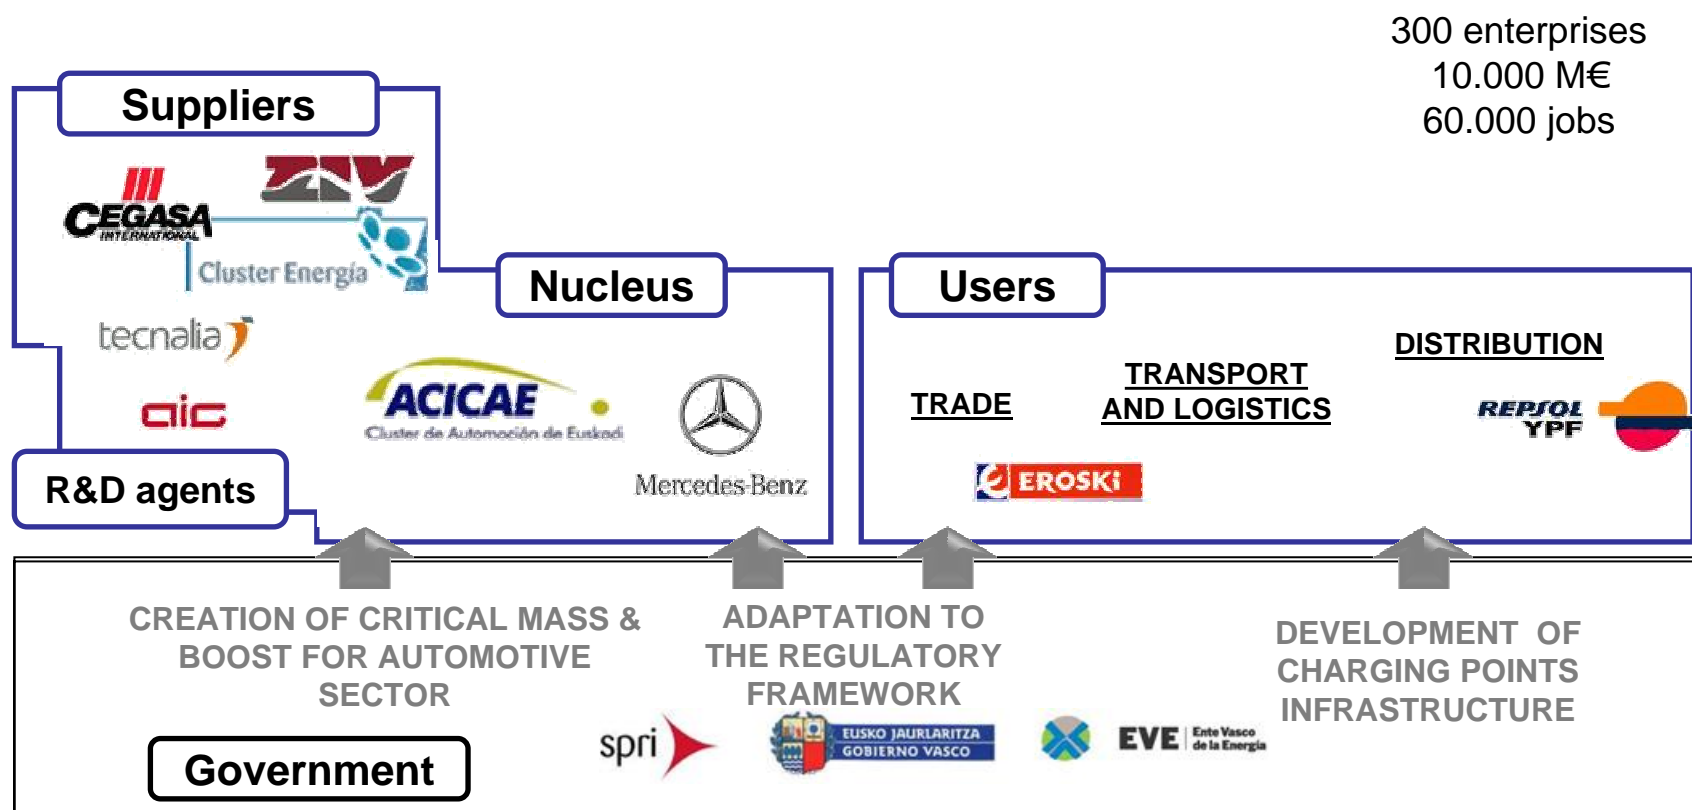 300 enterprises
10.000 M€
60.000 jobs
Suppliers
ZIV
CEGASA
INTERNATIONAL
Cluster Energía
Nucleus
Users
tecnalia
aic
ACICAE
Cluster de Automoción de Euskadi
Mercedes-Benz
R&D agents
TRADE
EROSKi
TRANSPORT
AND LOGISTICS
DISTRIBUTION
REPSOL
YPF
CREATION OF CRITICAL MASS &
BOOST FOR AUTOMOTIVE
SECTOR
ADAPTATION TO
THE REGULATORY
FRAMEWORK
DEVELOPMENT OF
CHARGING POINTS
INFRASTRUCTURE
Government
spri
EUSKO JAURLARITZA
GOBIERNO VASCO
EVE
Ente Vasco
de la Energía